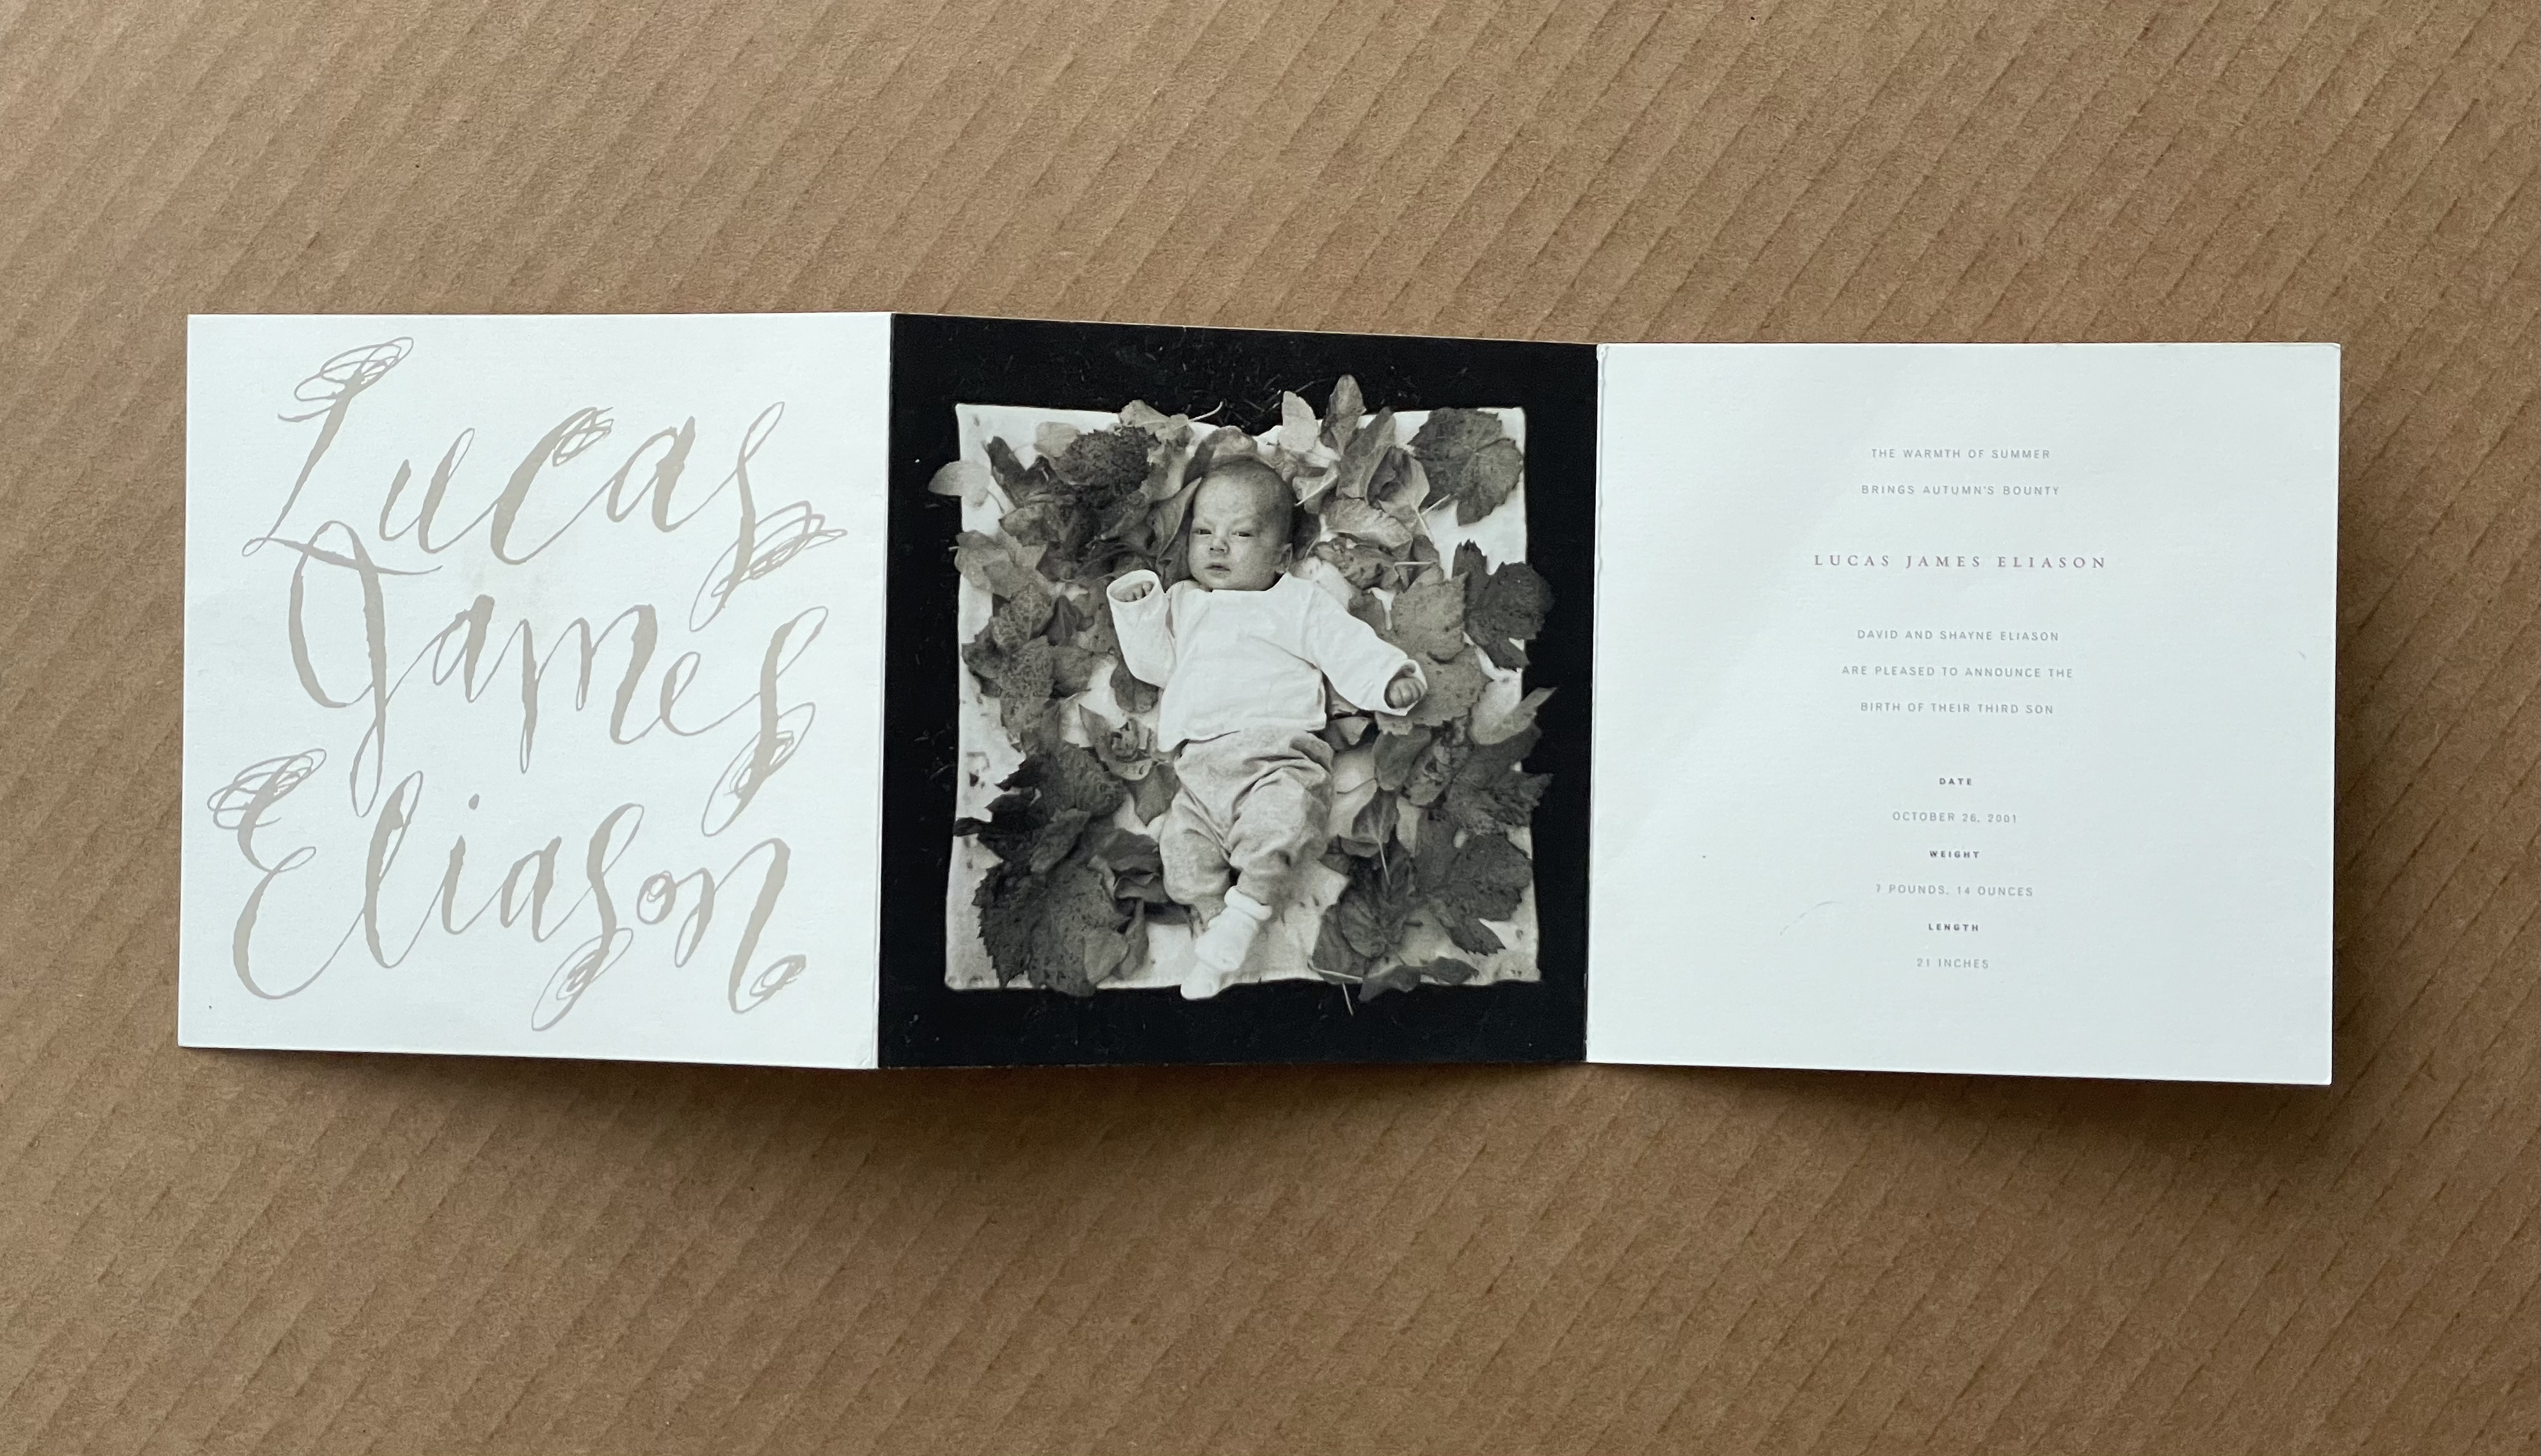 Lucas
James
Eliason
THE WARMTH OF SUMMER
BRINGS AUTUMN'S BOUNTY
LUCAS JAMES ELIASON
DAVID AND SHAYNE ELIASON
ARE PLEASED TO ANNOUNCE THE
BIRTH OF THEIR THIRD SON
DATE
OCTOBER 26, 2001
WEIGHT
7 POUNDS, 14 OUNCES
LENGTH
21 INCHES